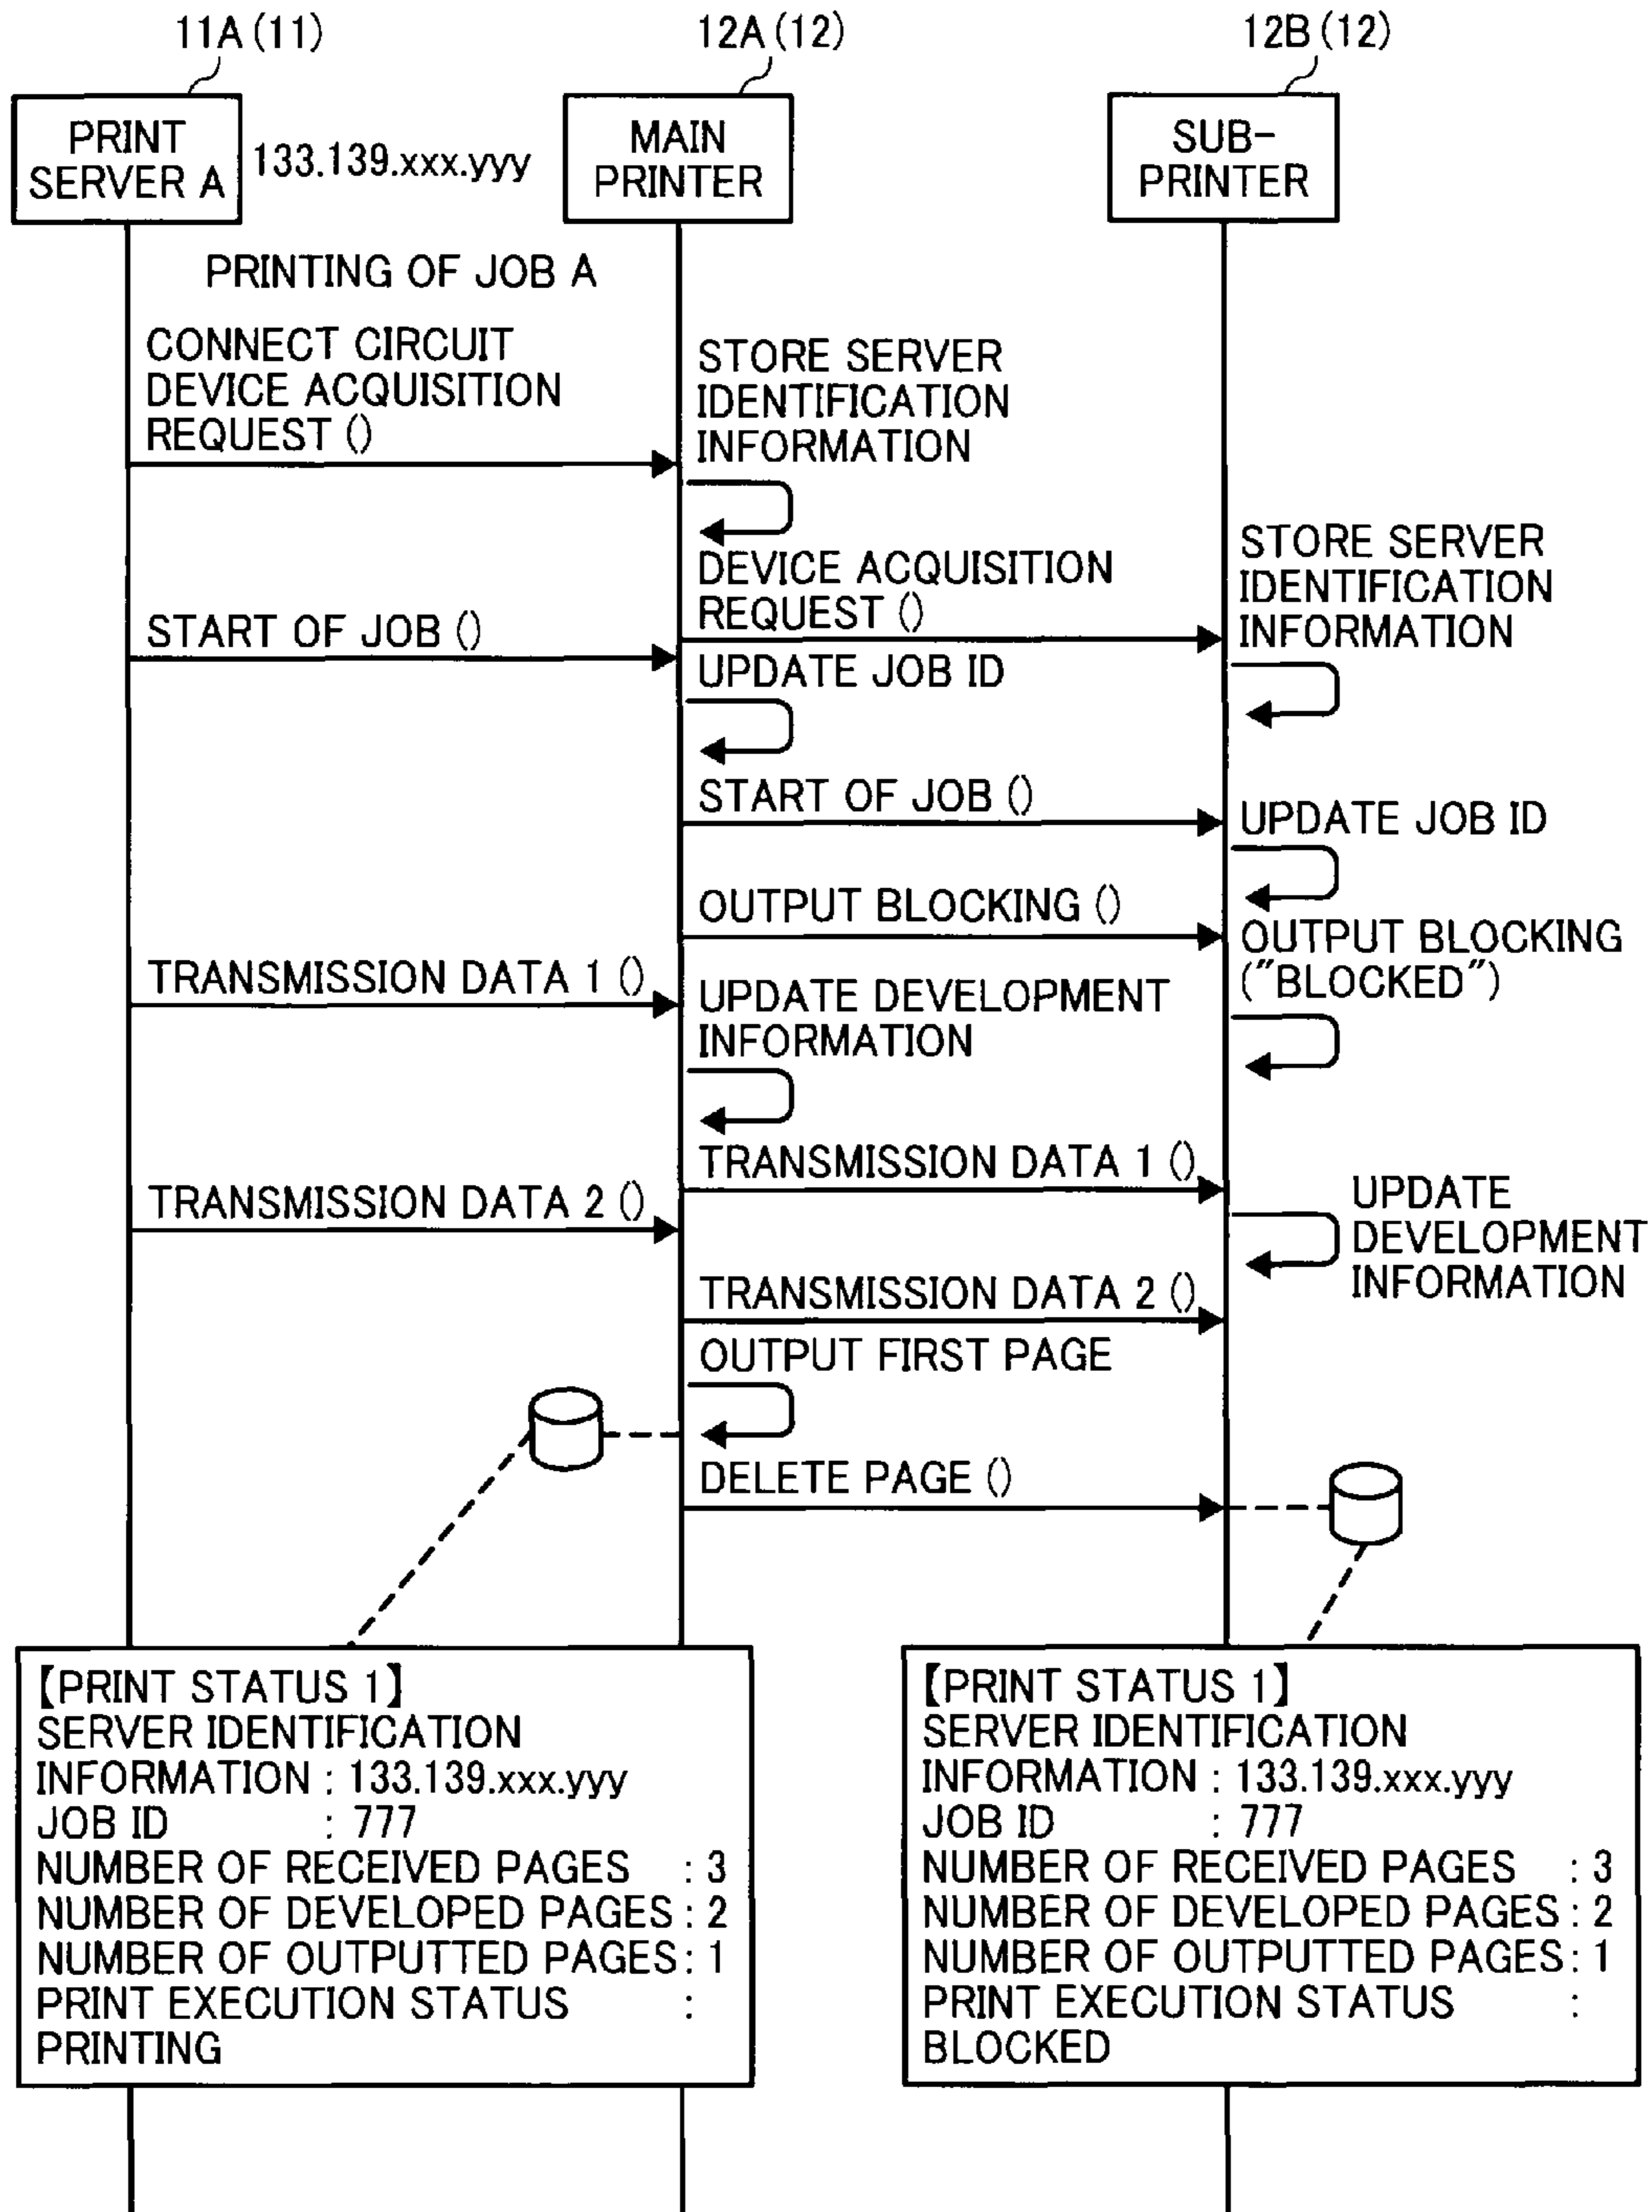 11A(11)
12A(12)
12B(12)
PRINT
SERVER A
133.139.xxx.yyy
MAIN
PRINTER
SUB-
PRINTER
PRINTING OF JOB A
CONNECT CIRCUIT
DEVICE ACQUISITION
REQUEST ()
STORE SERVER
IDENTIFICATION
INFORMATION
DEVICE ACQUISITION
REQUEST ()
STORE SERVER
IDENTIFICATION
INFORMATION
START OF JOB ()
UPDATE JOB ID
START OF JOB ()
UPDATE JOB ID
OUTPUT BLOCKING ()
OUTPUT BLOCKING
("BLOCKED")
TRANSMISSION DATA 1 ()
UPDATE DEVELOPMENT
INFORMATION
TRANSMISSION DATA 1 ()
TRANSMISSION DATA 2 ()
UPDATE
DEVELOPMENT
INFORMATION
TRANSMISSION DATA 2 ()
OUTPUT FIRST PAGE
DELETE PAGE ()
【PRINT STATUS 1】
SERVER IDENTIFICATION
INFORMATION : 133.139.xxx.yyy
JOB ID : 777
NUMBER OF RECEIVED PAGES : 3
NUMBER OF DEVELOPED PAGES : 2
NUMBER OF OUTPUTTED PAGES : 1
PRINT EXECUTION STATUS :
PRINTING
【PRINT STATUS 1】
SERVER IDENTIFICATION
INFORMATION : 133.139.xxx.yyy
JOB ID : 777
NUMBER OF RECEIVED PAGES : 3
NUMBER OF DEVELOPED PAGES : 2
NUMBER OF OUTPUTTED PAGES : 1
PRINT EXECUTION STATUS :
BLOCKED